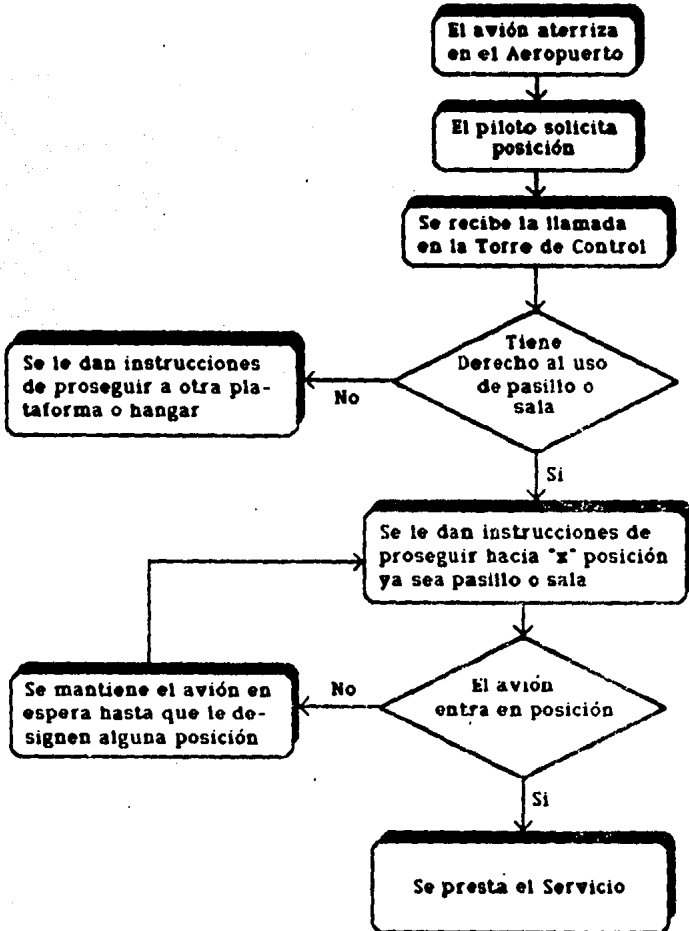 El avión aterriza
en el Aeropuerto
El piloto solicita
posición
Se recibe la llamada
en la Torre de Control
Tiene
Derecho al uso
de pasillo o
sala
No
Se le dan instrucciones
de proseguir a otra pla-
taforma o hangar
Si
Se le dan instrucciones de
proseguir hacia "x" posición
ya sea pasillo o sala
El avión
entra en posición
No
Se mantiene el avión en
espera hasta que le de-
signen alguna posición
Si
Se presta el Servicio